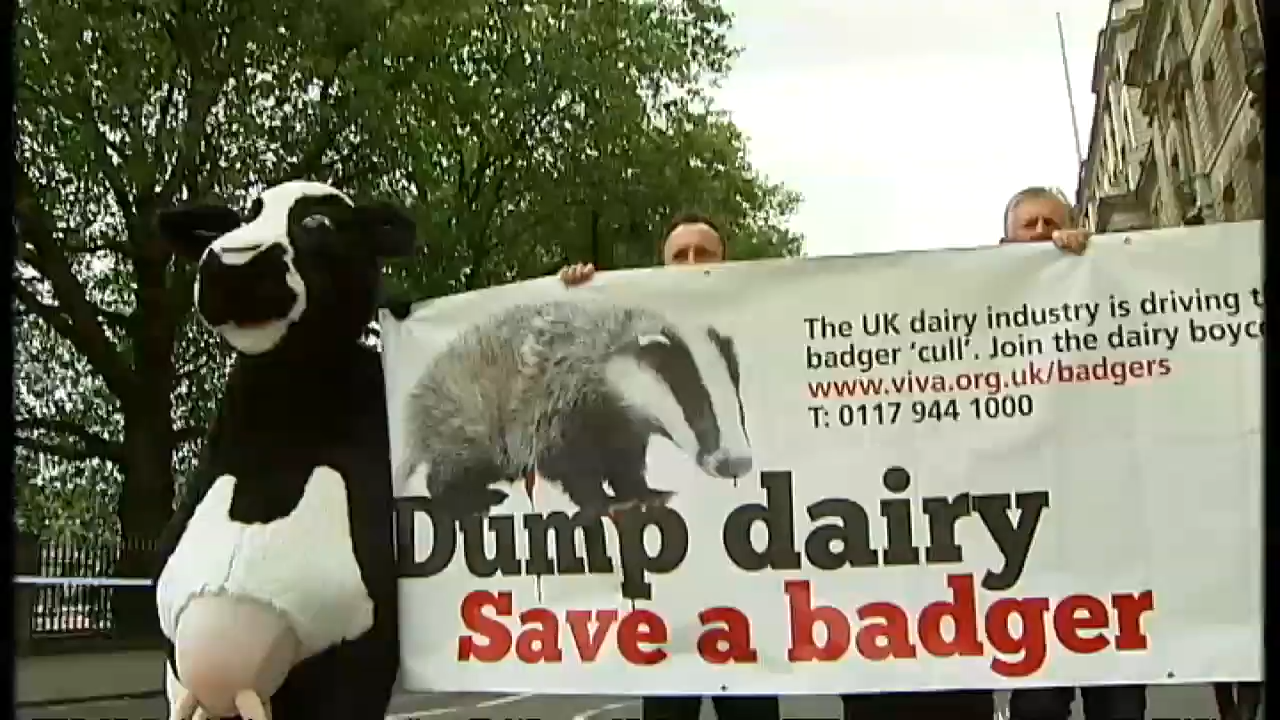 The UK dairy industry is driving t
badger ‘cull’. Join the dairy boyc
www.viva.org.uk/badgers
T: 0117 944 1000
Dump dairy
Save a badger